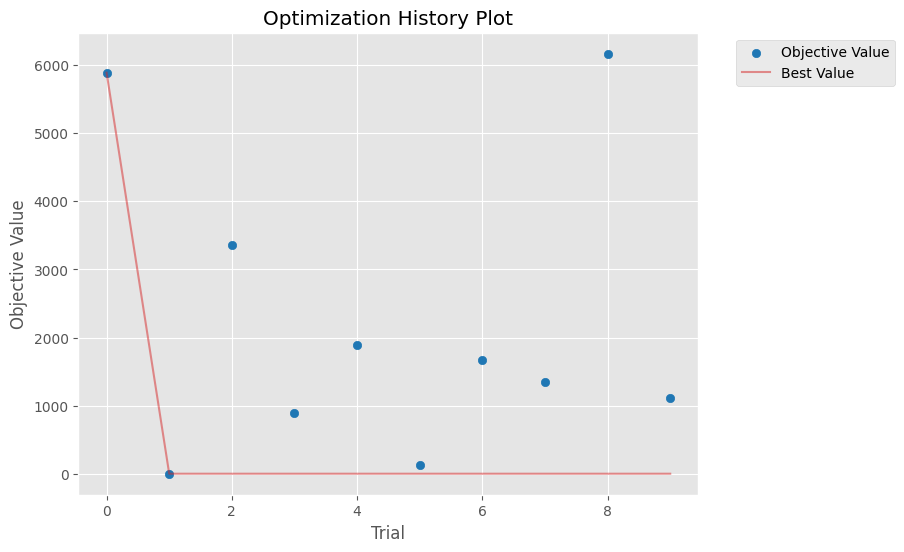 Optimization History Plot
Objective Value
Best Value
Objective Value
6000
5000
4000
3000
2000
1000
0
0 2 4 6 8
Trial